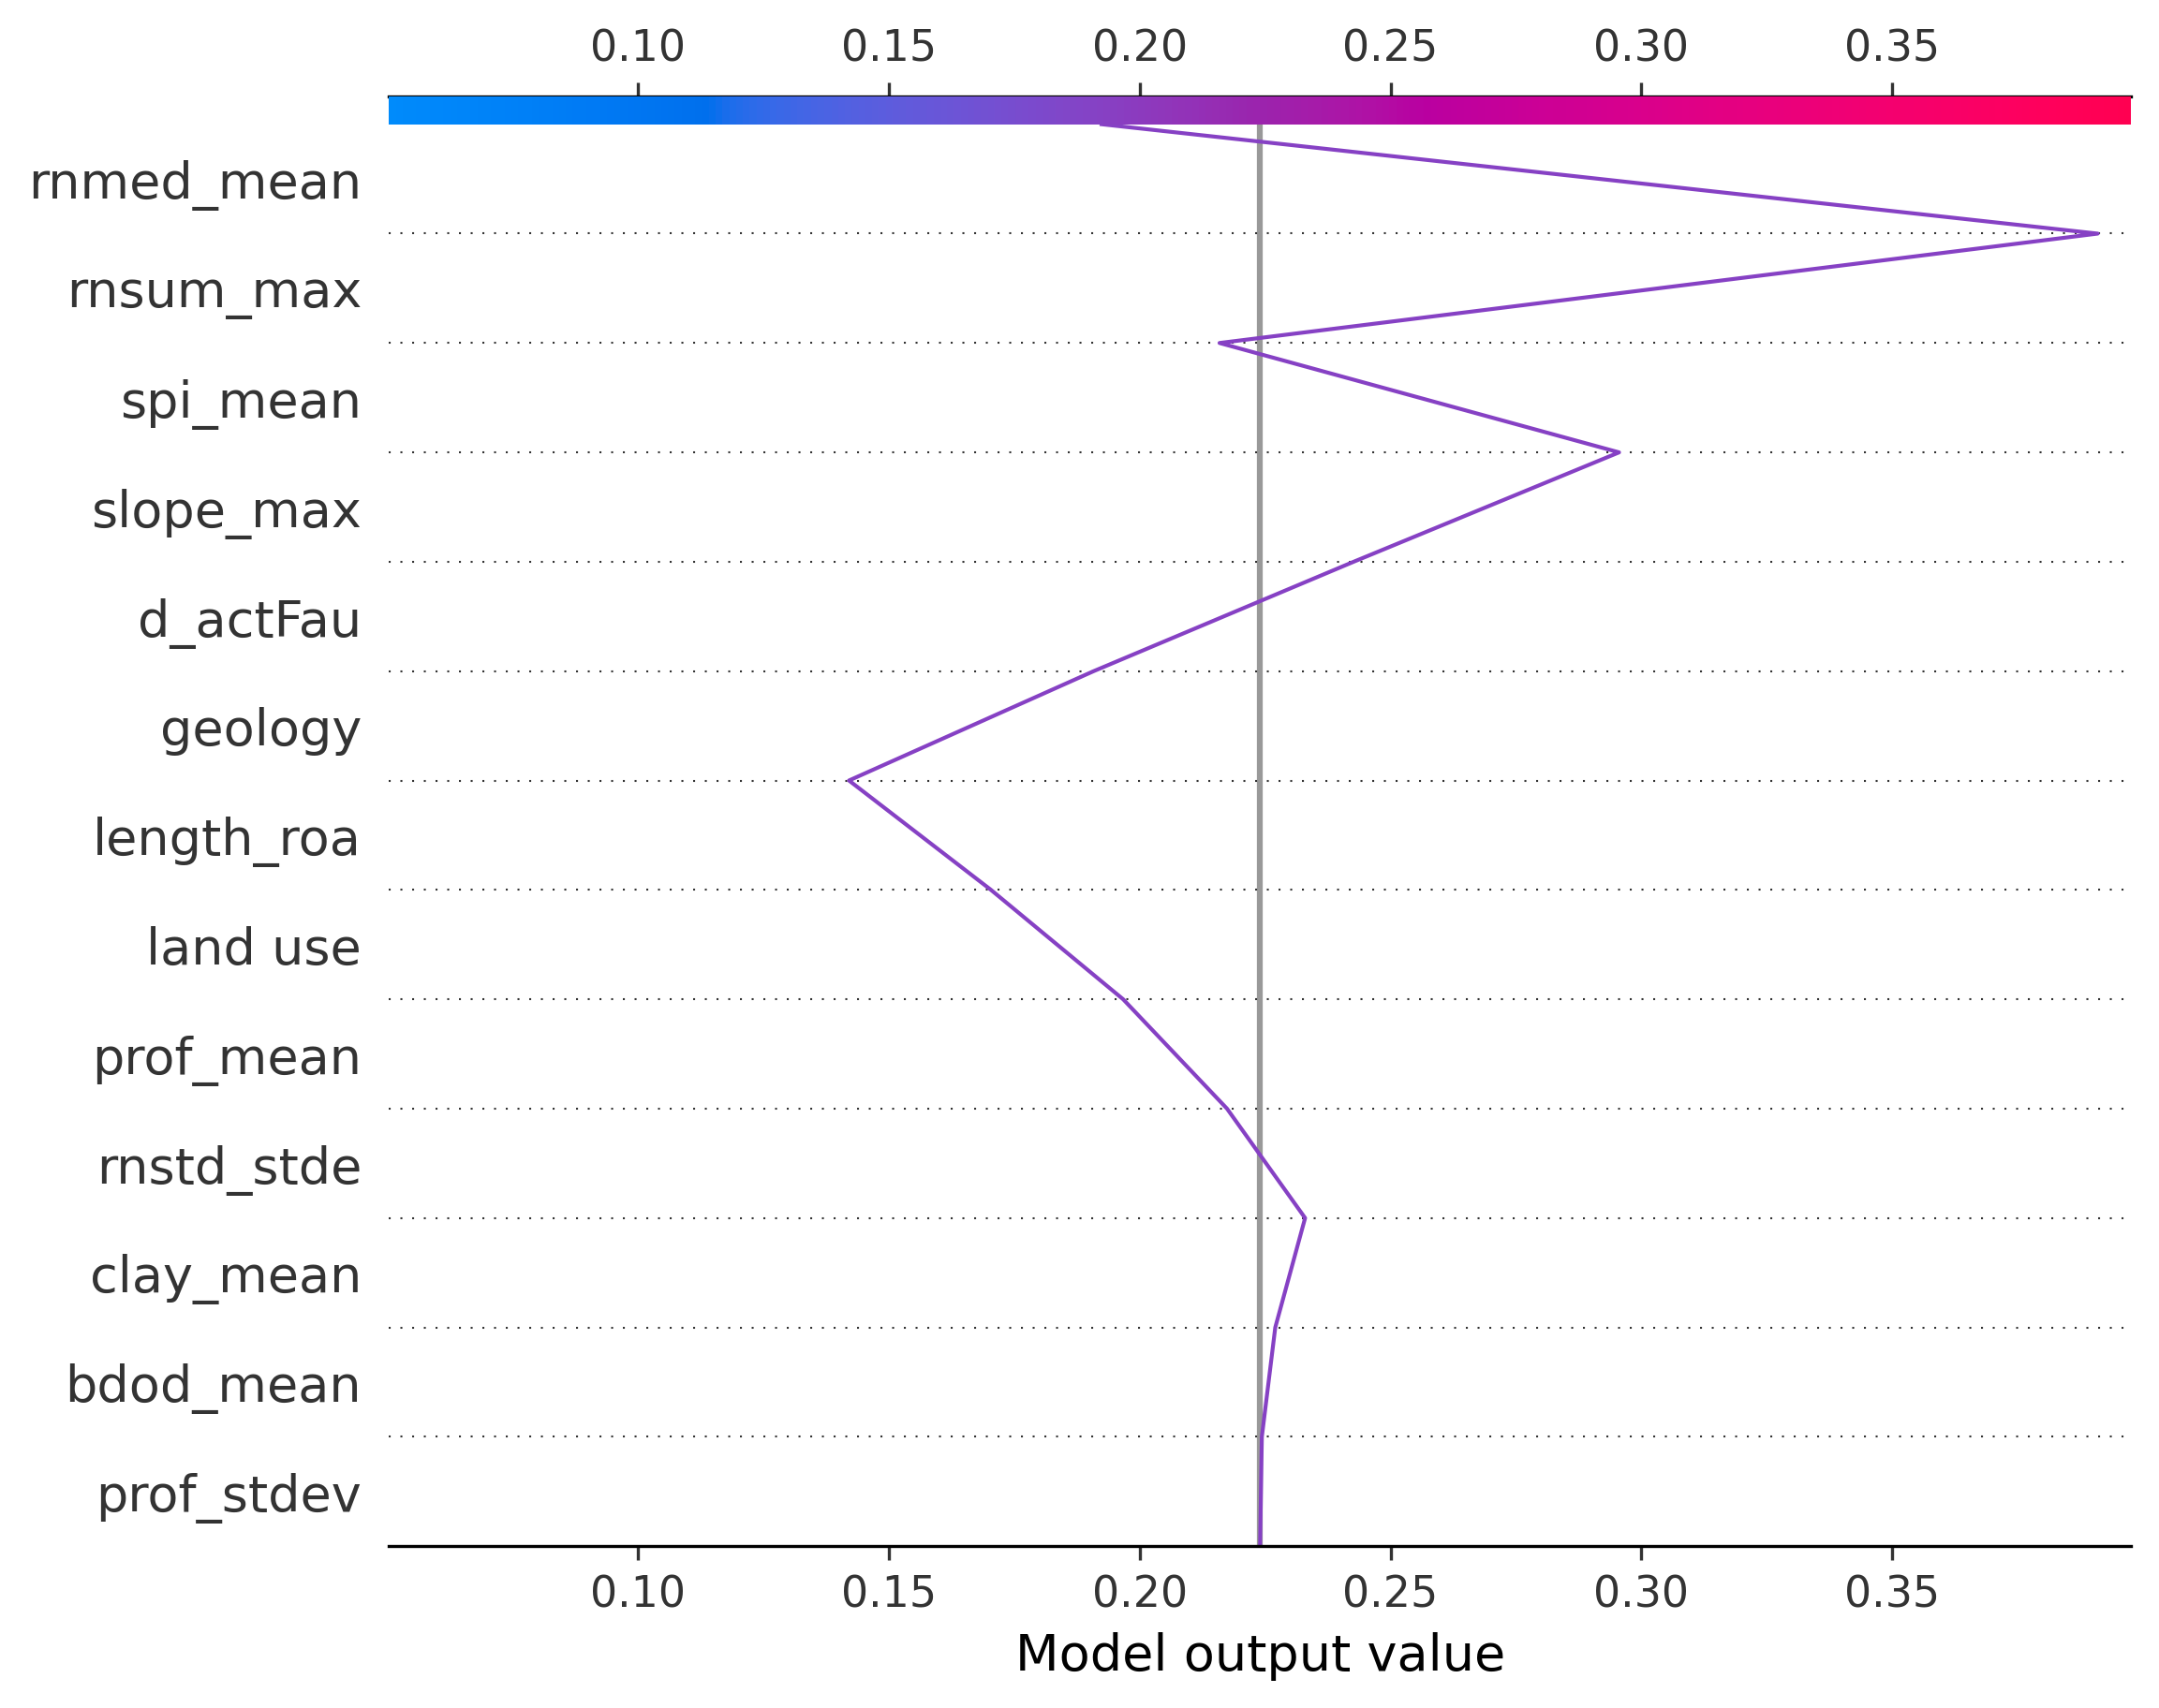 0.10 0.15 0.20 0.25 0.30 0.35
rnmed_mean
rnsum_max
spi_mean
slope_max
d_actFau
geology
length_roa
land use
prof_mean
rnstd_stde
clay_mean
bdod_mean
prof_stdev
0.10 0.15 0.20 0.25 0.30 0.35
Model output value